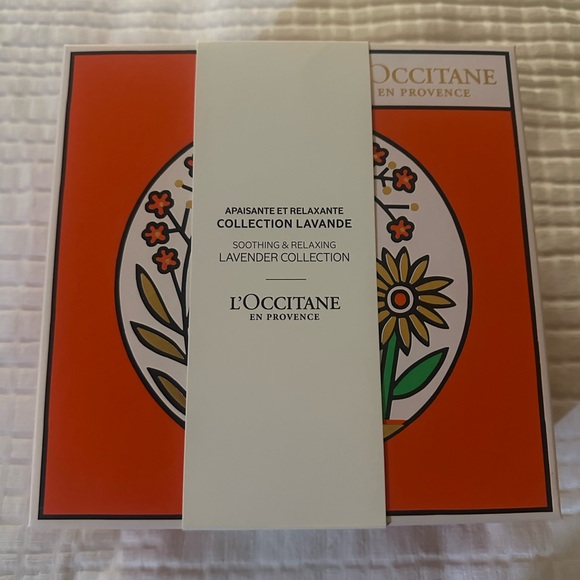 L'OCCITANE
EN PROVENCE
APAISANTE ET RELAXANTE
COLLECTION LAVANDE
SOOTHING & RELAXING
LAVENDER COLLECTION
L'OCCITANE
EN PROVENCE